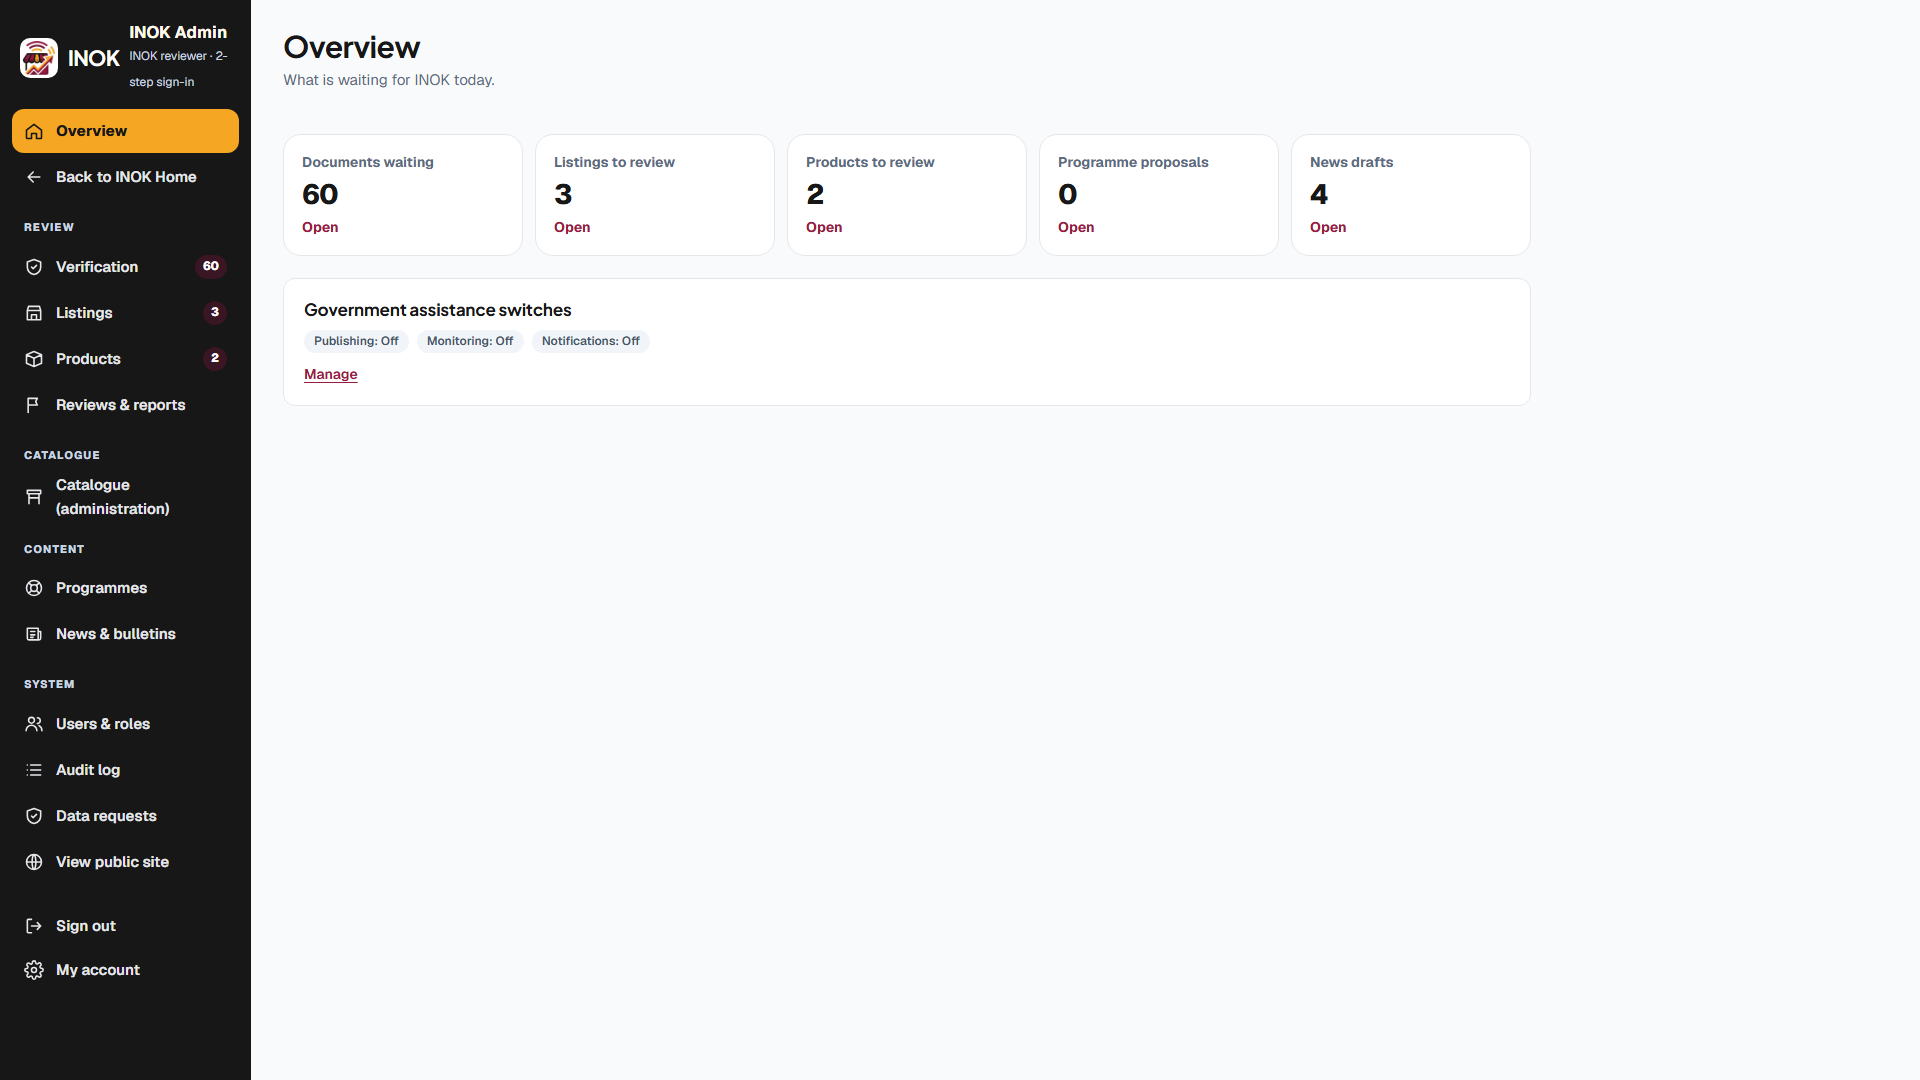 INOK
INOK Admin
INOK reviewer · 2-
step sign-in
Overview
Back to INOK Home
REVIEW
Verification 60
Listings 3
Products 2
Reviews & reports
CATALOGUE
Catalogue
(administration)
CONTENT
Programmes
News & bulletins
SYSTEM
Users & roles
Audit log
Data requests
View public site
Sign out
My account
Overview
What is waiting for INOK today.
Documents waiting
60
Open
Listings to review
3
Open
Products to review
2
Open
Programme proposals
0
Open
News drafts
4
Open
Government assistance switches
Publishing: Off Monitoring: Off Notifications: Off
Manage